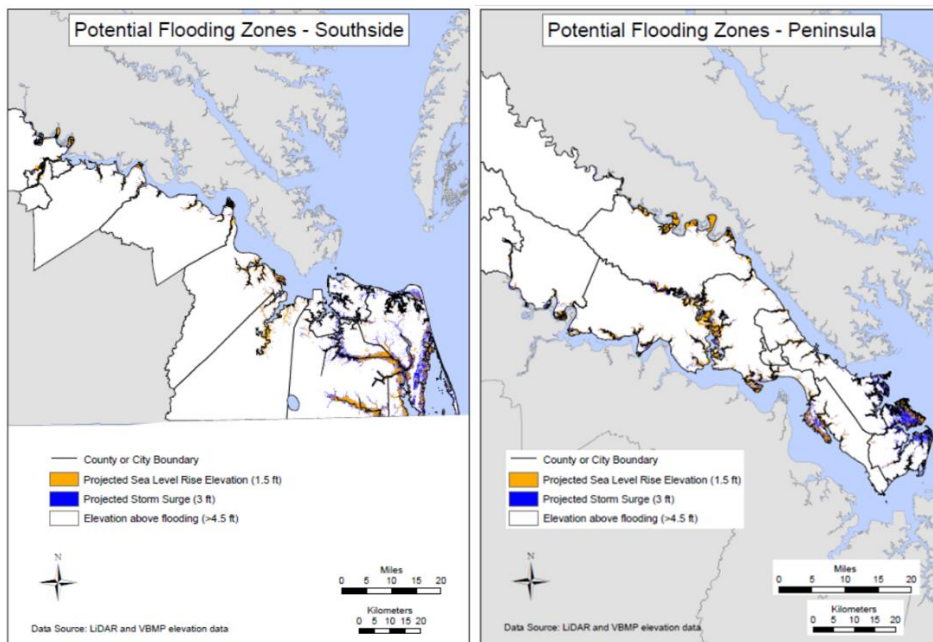 Potential Flooding Zones - Southside
County or City Boundary
Projected Sea Level Rise Elevation (1.5 ft)
Projected Storm Surge (3 ft)
Elevation above flooding (>4.5 ft)
N
Miles
0 5 10 15 20
Kilometers
0 5 10 15 20
Data Source: LiDAR and VBMP elevation data
Potential Flooding Zones - Peninsula
County or City Boundary
Projected Sea Level Rise Elevation (1.5 ft)
Projected Storm Surge (3 ft)
Elevation above flooding (>4.5 ft)
N
Miles
0 5 10 15 20
Kilometers
0 5 10 15 20
Data Source: LiDAR and VBMP elevation data